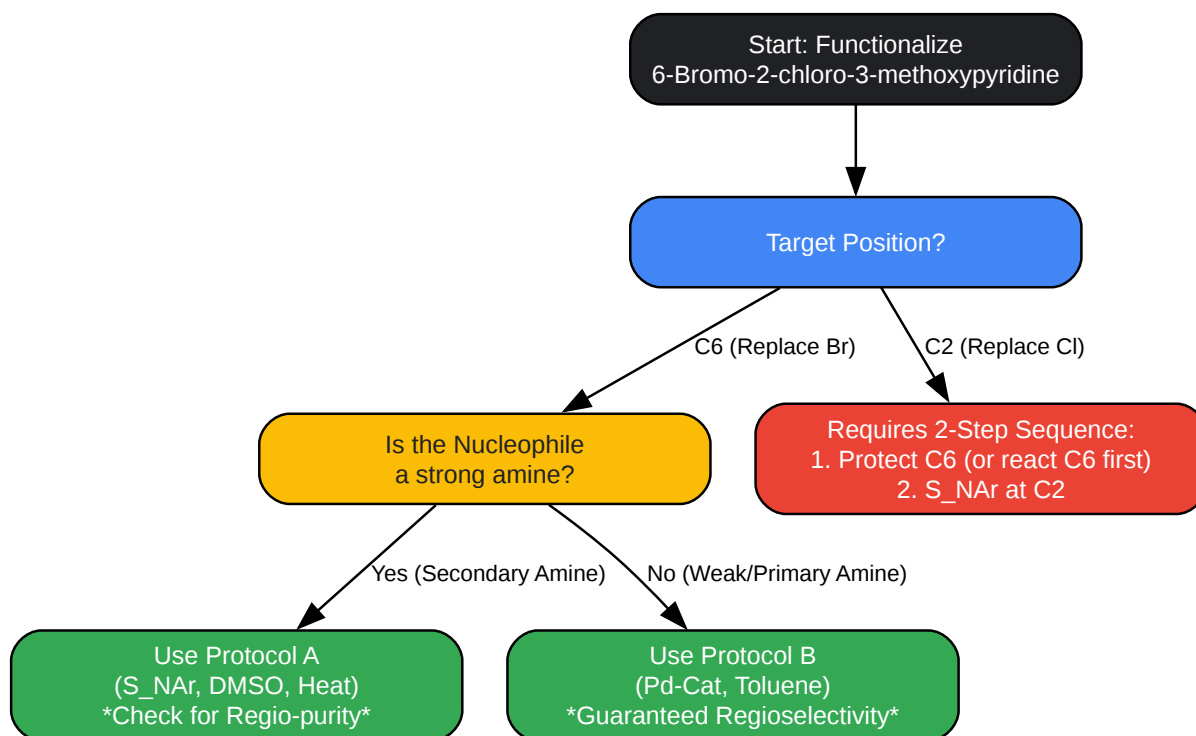 Start: Functionalize
6-Bromo-2-chloro-3-methoxypyridine
Target Position?
C6 (Replace Br)
C2 (Replace Cl)
Is the Nucleophile
a strong amine?
Requires 2-Step Sequence:
1. Protect C6 (or react C6 first)
2. S_NAr at C2
Yes (Secondary Amine)
No (Weak/Primary Amine)
Use Protocol A
(S_NAr, DMSO, Heat)
*Check for Regio-purity*
Use Protocol B
(Pd-Cat, Toluene)
*Guaranteed Regioselectivity*